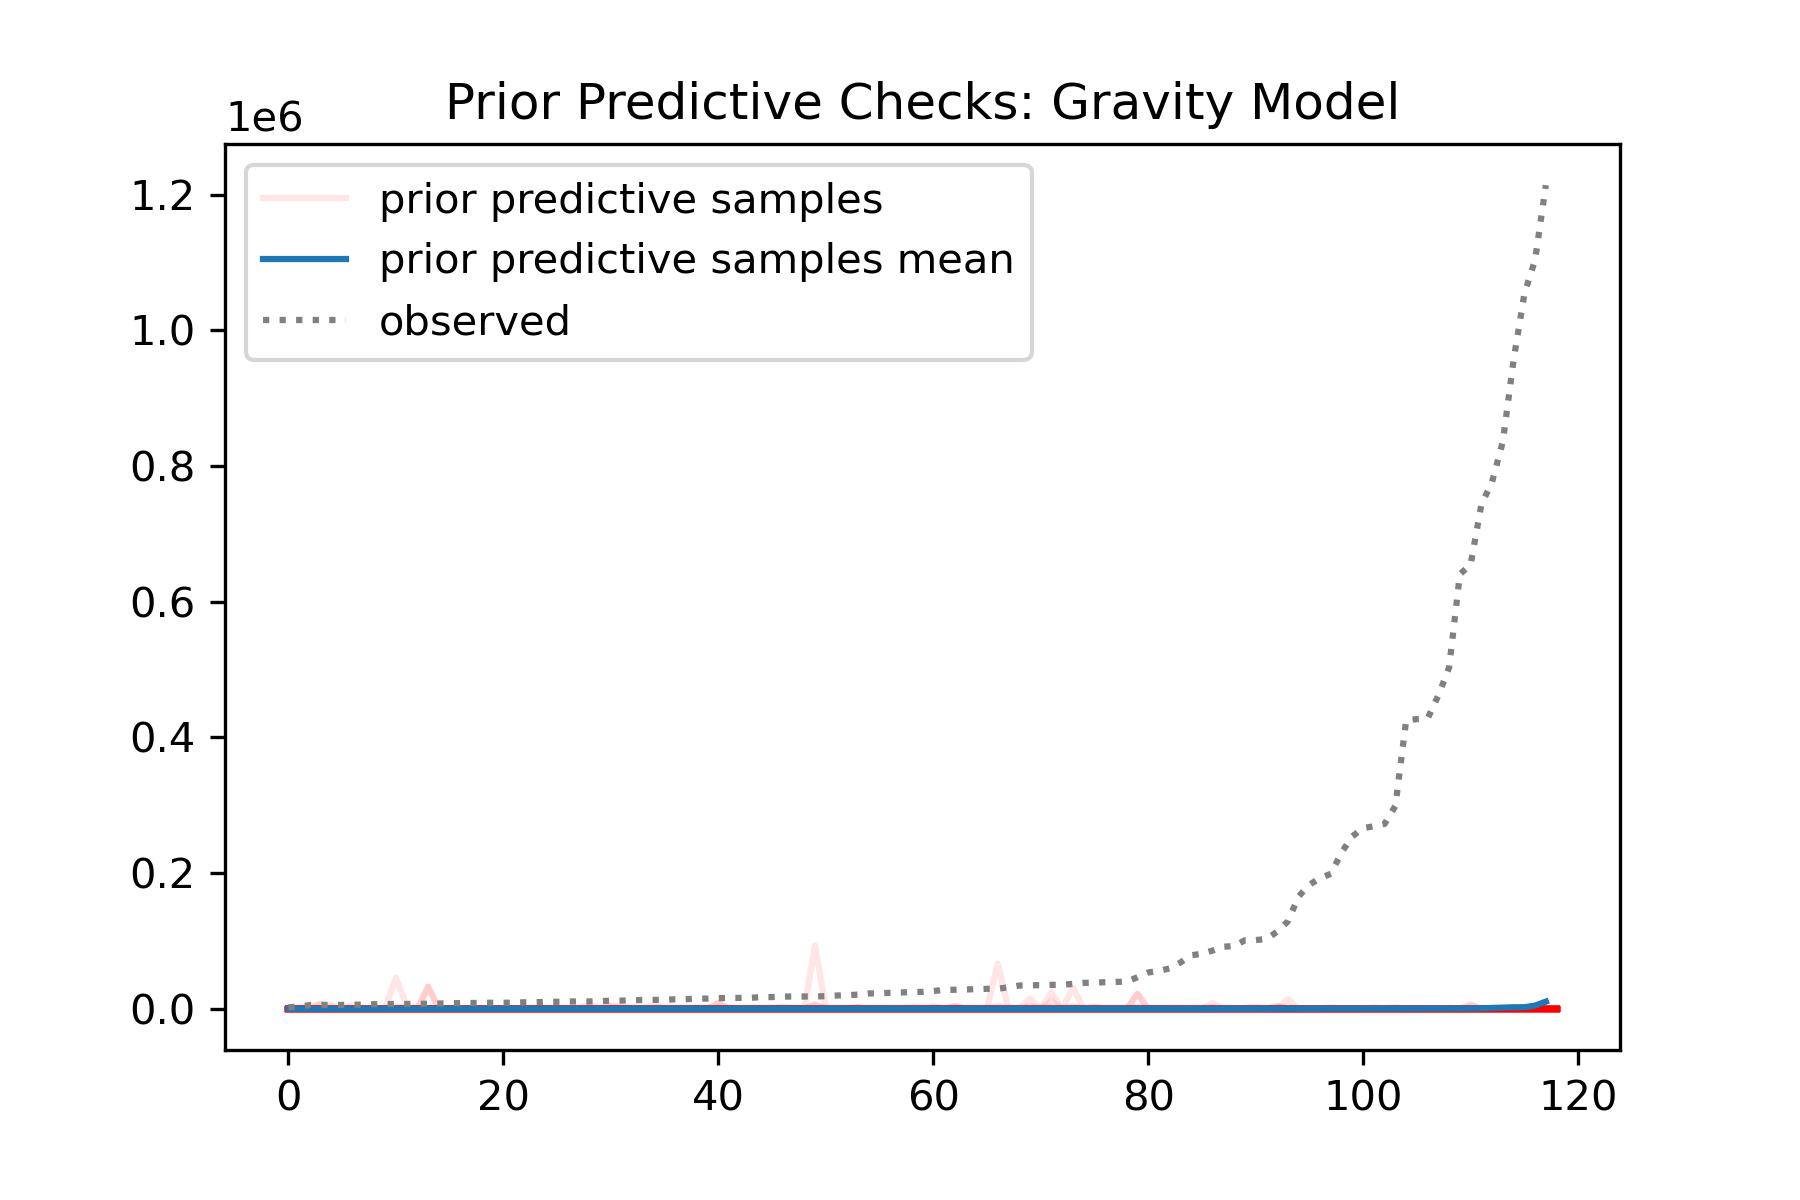 Prior Predictive Checks: Gravity Model
1e6
prior predictive samples
prior predictive samples mean
observed
1.2
1.0
0.8
0.6
0.4
0.2
0.0
0 20 40 60 80 100 120